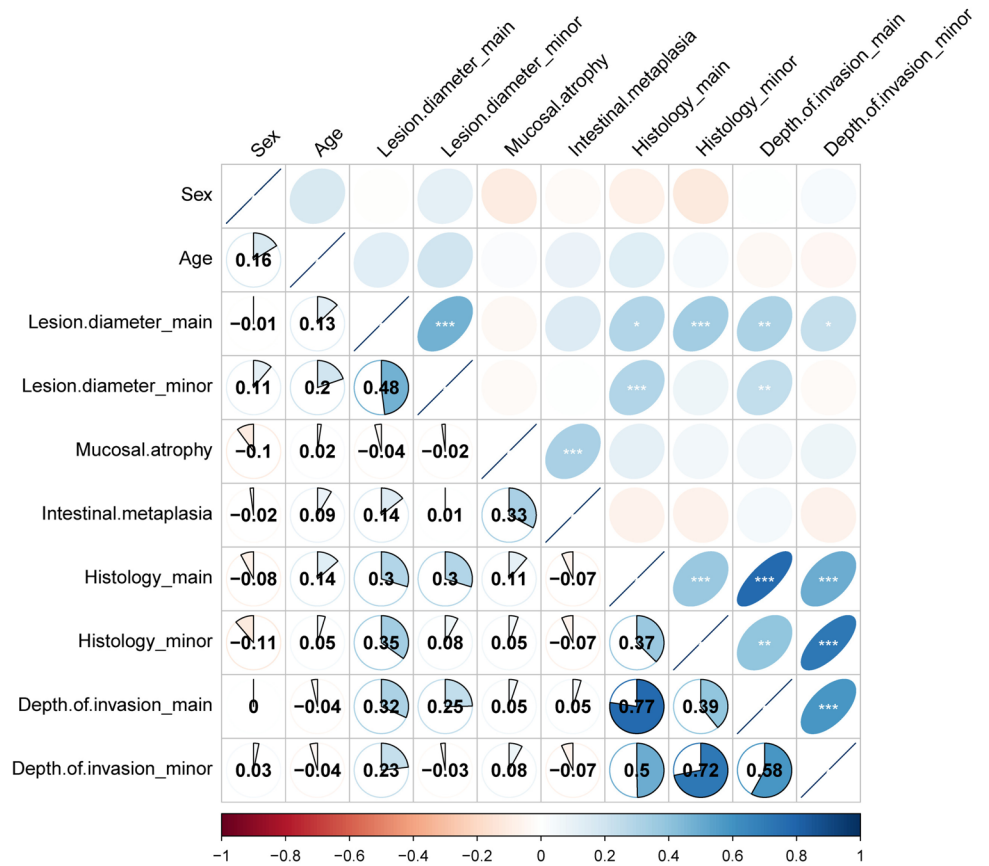 Sex Age Lesion.diameter_main Lesion.diameter_minor Mucosal.atrophy Intestinal.metaplasia Histology_main Histology_minor Depth.of.invasion_main Depth.of.invasion_minor
Sex
Age 0.16
Lesion.diameter_main −0.01 0.13 *** * *** ** *
Lesion.diameter_minor 0.11 0.2 0.48 *** **
Mucosal.atrophy −0.1 0.02 −0.04 −0.02 ***
Intestinal.metaplasia −0.02 0.09 0.14 0.01 0.33
Histology_main −0.08 0.14 0.3 0.3 0.11 −0.07 *** *** ***
Histology_minor −0.11 0.05 0.35 0.08 0.05 −0.07 0.37 ** ***
Depth.of.invasion_main 0 −0.04 0.32 0.25 0.05 0.05 0.77 0.39 ***
Depth.of.invasion_minor 0.03 −0.04 0.23 −0.03 0.08 −0.07 0.5 0.72 0.58
−1 −0.8 −0.6 −0.4 −0.2 0 0.2 0.4 0.6 0.8 1